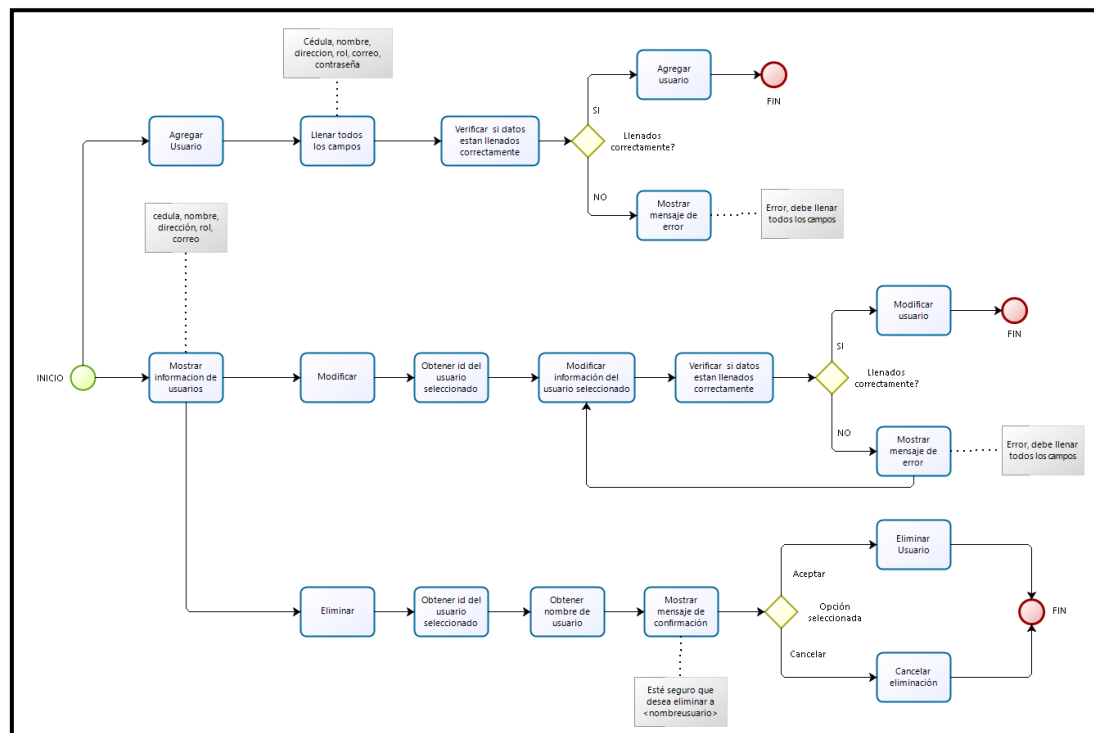 Cédula, nombre,
direccion, rol, correo,
contraseña
Agregar
Usuario
Llenar todos
los campos
Verificar si datos
estan llenados
correctamente
SI
Llenados
correctamente?
NO
Agregar
usuario
FIN
Mostrar
mensaje de
error
Error, debe llenar
todos los campos
cedula, nombre,
dirección, rol,
correo
INICIO
Mostrar
informacion de
usuarios
Modificar
Obtener id del
usuario
seleccionado
Modificar
información del
usuario seleccionado
Verificar si datos
estan llenados
correctamente
SI
Llenados
correctamente?
NO
Modificar
usuario
FIN
Mostrar
mensaje de
error
Error, debe llenar
todos los campos
Eliminar
Obtener id del
usuario
seleccionado
Obtener
nombre de
usuario
Mostrar
mensaje de
confirmación
Esté seguro que
desea eliminar a
<nombreusuario>
Aceptar
Opción
seleccionada
Cancelar
Eliminar
Usuario
Cancelar
eliminación
FIN